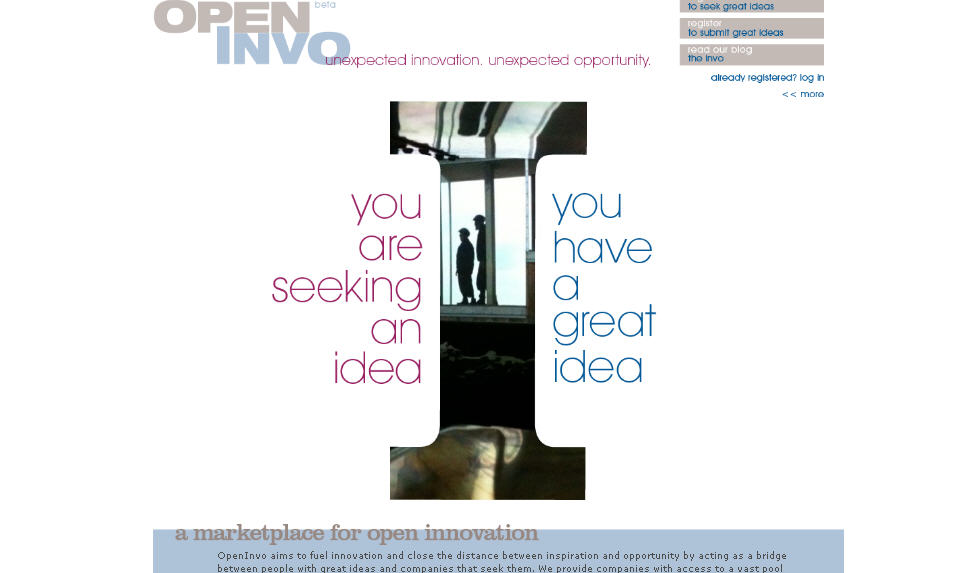 OPEN
beta
INVO
unexpected innovation. unexpected opportunity.
to seek great ideas
register
to submit great ideas
read our blog
the invo
already registered? log in
<< more
you
are
seeking
an
idea
you
have
a
great
idea
a marketplace for open innovation
OpenInvo aims to fuel innovation and close the distance between inspiration and opportunity by acting as a bridge
between people with great ideas and companies that seek them. We provide companies with access to a vast pool